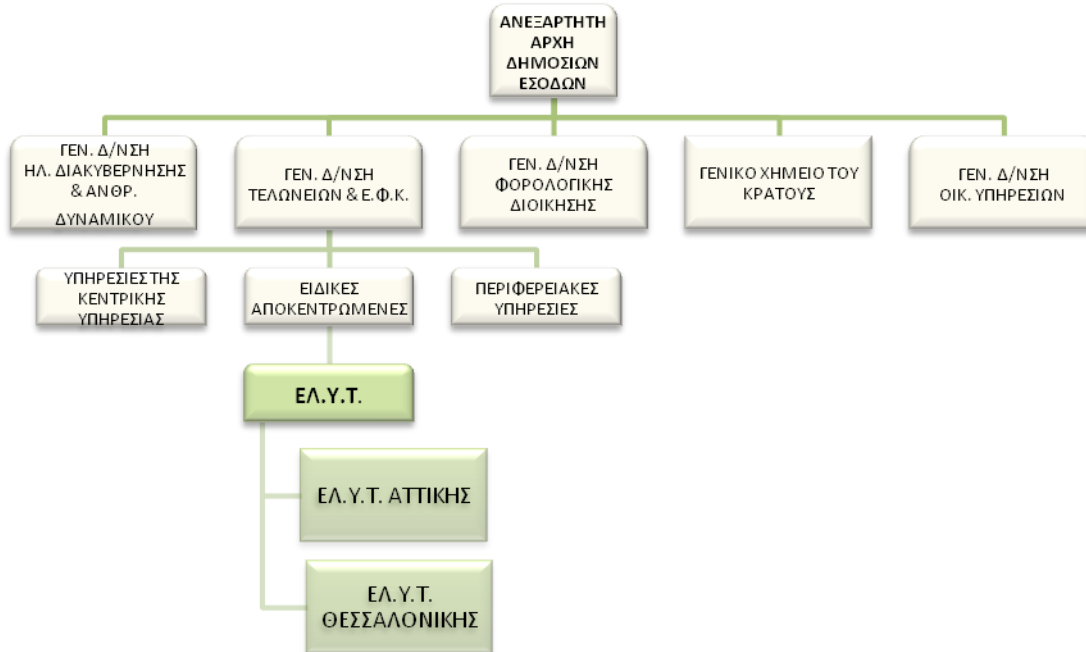 ΑΝΕΞΑΡΤΗΤΗ
ΑΡΧΗ
ΔΗΜΟΣΙΩΝ
ΕΣΟΔΩΝ
ΓΕΝ. Δ/ΝΣΗ
ΗΛ. ΔΙΑΚΥΒΕΡΝΗΣΗΣ
& ΑΝΘΡ.
ΔΥΝΑΜΙΚΟΥ
ΓΕΝ. Δ/ΝΣΗ
ΤΕΛΩΝΕΙΩΝ & Ε.Φ.Κ.
ΓΕΝ. Δ/ΝΣΗ
ΦΟΡΟΛΟΓΙΚΗΣ
ΔΙΟΙΚΗΣΗΣ
ΓΕΝΙΚΟ ΧΗΜΕΙΟ ΤΟΥ
ΚΡΑΤΟΥΣ
ΓΕΝ. Δ/ΝΣΗ
ΟΙΚ. ΥΠΗΡΕΣΙΩΝ
ΥΠΗΡΕΣΙΕΣ ΤΗΣ
ΚΕΝΤΡΙΚΗΣ
ΥΠΗΡΕΣΙΑΣ
ΕΙΔΙΚΕΣ
ΑΠΟΚΕΝΤΡΩΜΕΝΕΣ
ΠΕΡΙΦΕΡΕΙΑΚΕΣ
ΥΠΗΡΕΣΙΕΣ
ΕΛ.Υ.Τ.
ΕΛ.Υ.Τ. ΑΤΤΙΚΗΣ
ΕΛ.Υ.Τ.
ΘΕΣΣΑΛΟΝΙΚΗΣ